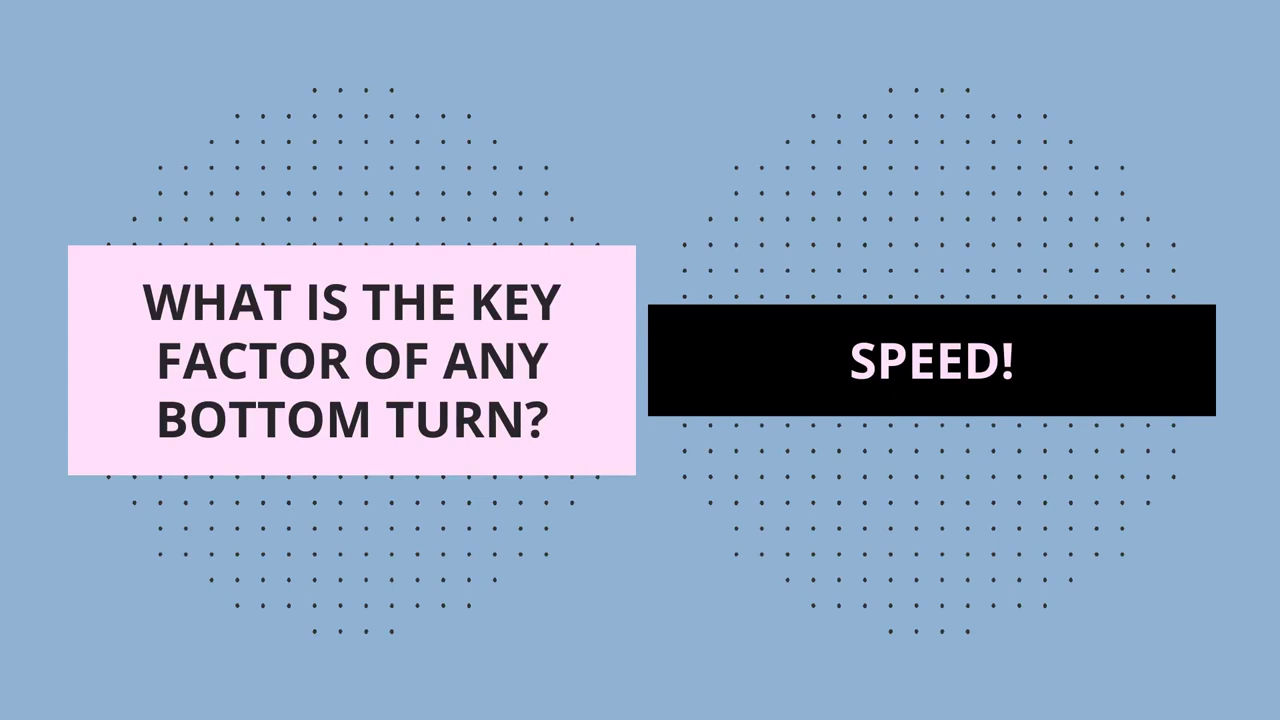 WHAT IS THE KEY
FACTOR OF ANY
BOTTOM TURN?
SPEED!